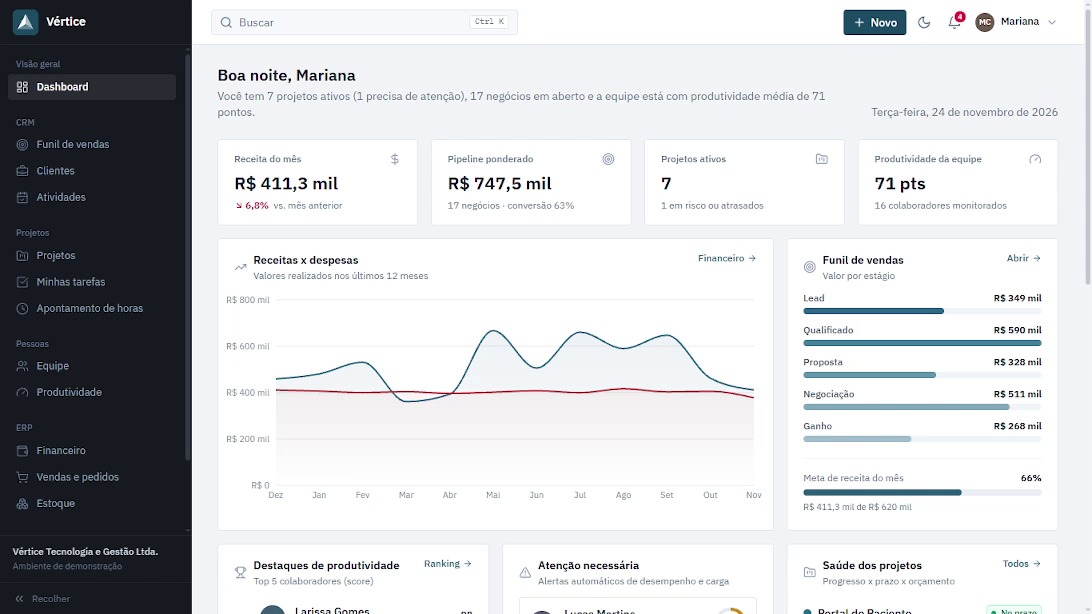 Vértice
Buscar
Ctrl K
Novo
4
MC
Mariana
Visão geral
Dashboard
CRM
Funil de vendas
Clientes
Atividades
Projetos
Projetos
Minhas tarefas
Apontamento de horas
Pessoas
Equipe
Produtividade
ERP
Financeiro
Vendas e pedidos
Estoque
Vértice Tecnologia e Gestão Ltda.
Ambiente de demonstração
Recolher
Boa noite, Mariana
Você tem 7 projetos ativos (1 precisa de atenção), 17 negócios em aberto e a equipe está com produtividade média de 71
pontos.
Terça-feira, 24 de novembro de 2026
Receita do mês
R$ 411,3 mil
6,8% vs. mês anterior
Pipeline ponderado
R$ 747,5 mil
17 negócios · conversão 63%
Projetos ativos
7
1 em risco ou atrasados
Produtividade da equipe
71 pts
16 colaboradores monitorados
Receitas x despesas
Valores realizados nos últimos 12 meses
Financeiro →
R$ 800 mil
R$ 600 mil
R$ 400 mil
R$ 200 mil
R$ 0
Dez Jan Fev Mar Abr Mai Jun Jul Ago Set Out Nov
Funil de vendas
Valor por estágio
Abrir →
Lead R$ 349 mil
Qualificado R$ 590 mil
Proposta R$ 328 mil
Negociação R$ 511 mil
Ganho R$ 268 mil
Meta de receita do mês 66%
R$ 411,3 mil de R$ 620 mil
Destaques de produtividade
Top 5 colaboradores (score)
Ranking →
Larissa Gomes
Atenção necessária
Alertas automáticos de desempenho e carga
Lucas Martins
Saúde dos projetos
Progresso x prazo x orçamento
Todos →
Portal do Paciente
No prazo